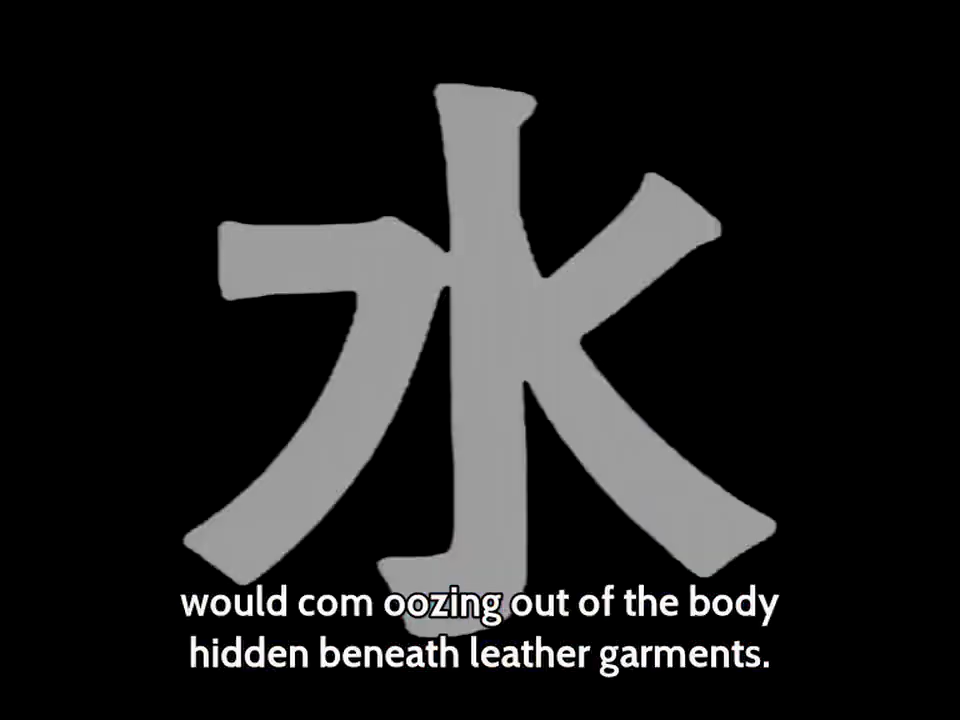 水
would com oozing out of the body
hidden beneath leather garments.